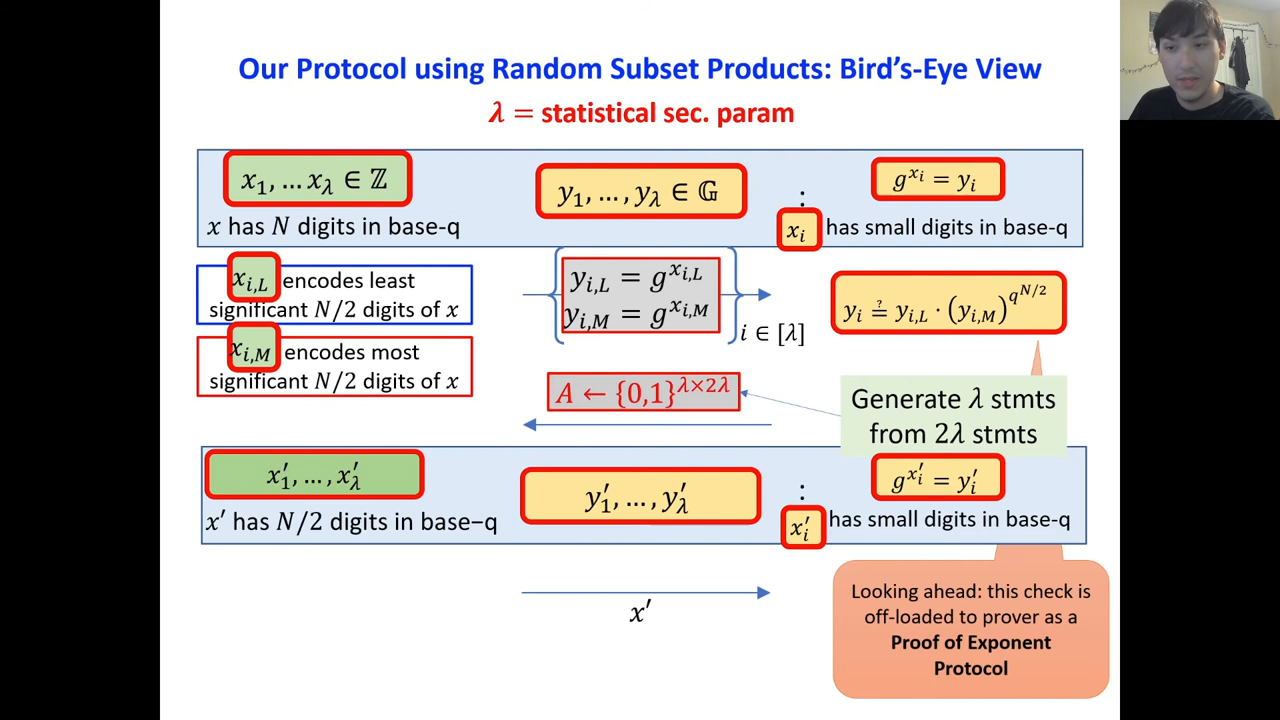 Our Protocol using Random Subset Products: Bird's-Eye View
λ = statistical sec. param
x₁, … x_λ ∈ ℤ
y₁, …, y_λ ∈ 𝔾
:
g^{x_i} = y_i
x has N digits in base-q
x_i has small digits in base-q
x_{i,L} encodes least
significant N/2 digits of x
x_{i,M} encodes most
significant N/2 digits of x
{ y_{i,L} = g^{x_{i,L}}
y_{i,M} = g^{x_{i,M}} } i ∈ [λ]
y_i ≟ y_{i,L} · (y_{i,M})^{q^{N/2}}
A ← {0,1}^{λ×2λ}
Generate λ stmts
from 2λ stmts
x′₁, …, x′_λ
y′₁, …, y′_λ
:
g^{x′_i} = y′_i
x′ has N/2 digits in base−q
x′_i has small digits in base-q
x′
Looking ahead: this check is
off-loaded to prover as a
Proof of Exponent
Protocol